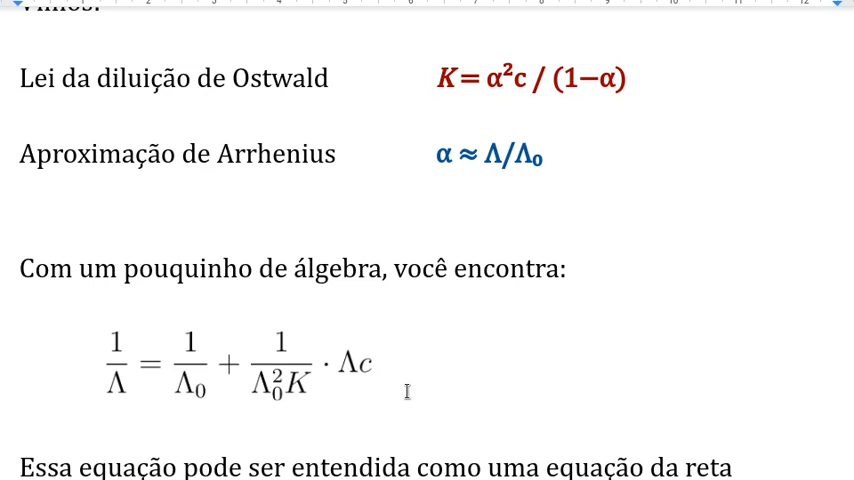 Lei da diluição de Ostwald K = α²c / (1−α)
Aproximação de Arrhenius α ≈ Λ/Λ₀
Com um pouquinho de álgebra, você encontra:
1/Λ = 1/Λ₀ + 1/(Λ₀²K) · Λc
Essa equação pode ser entendida como uma equação da reta